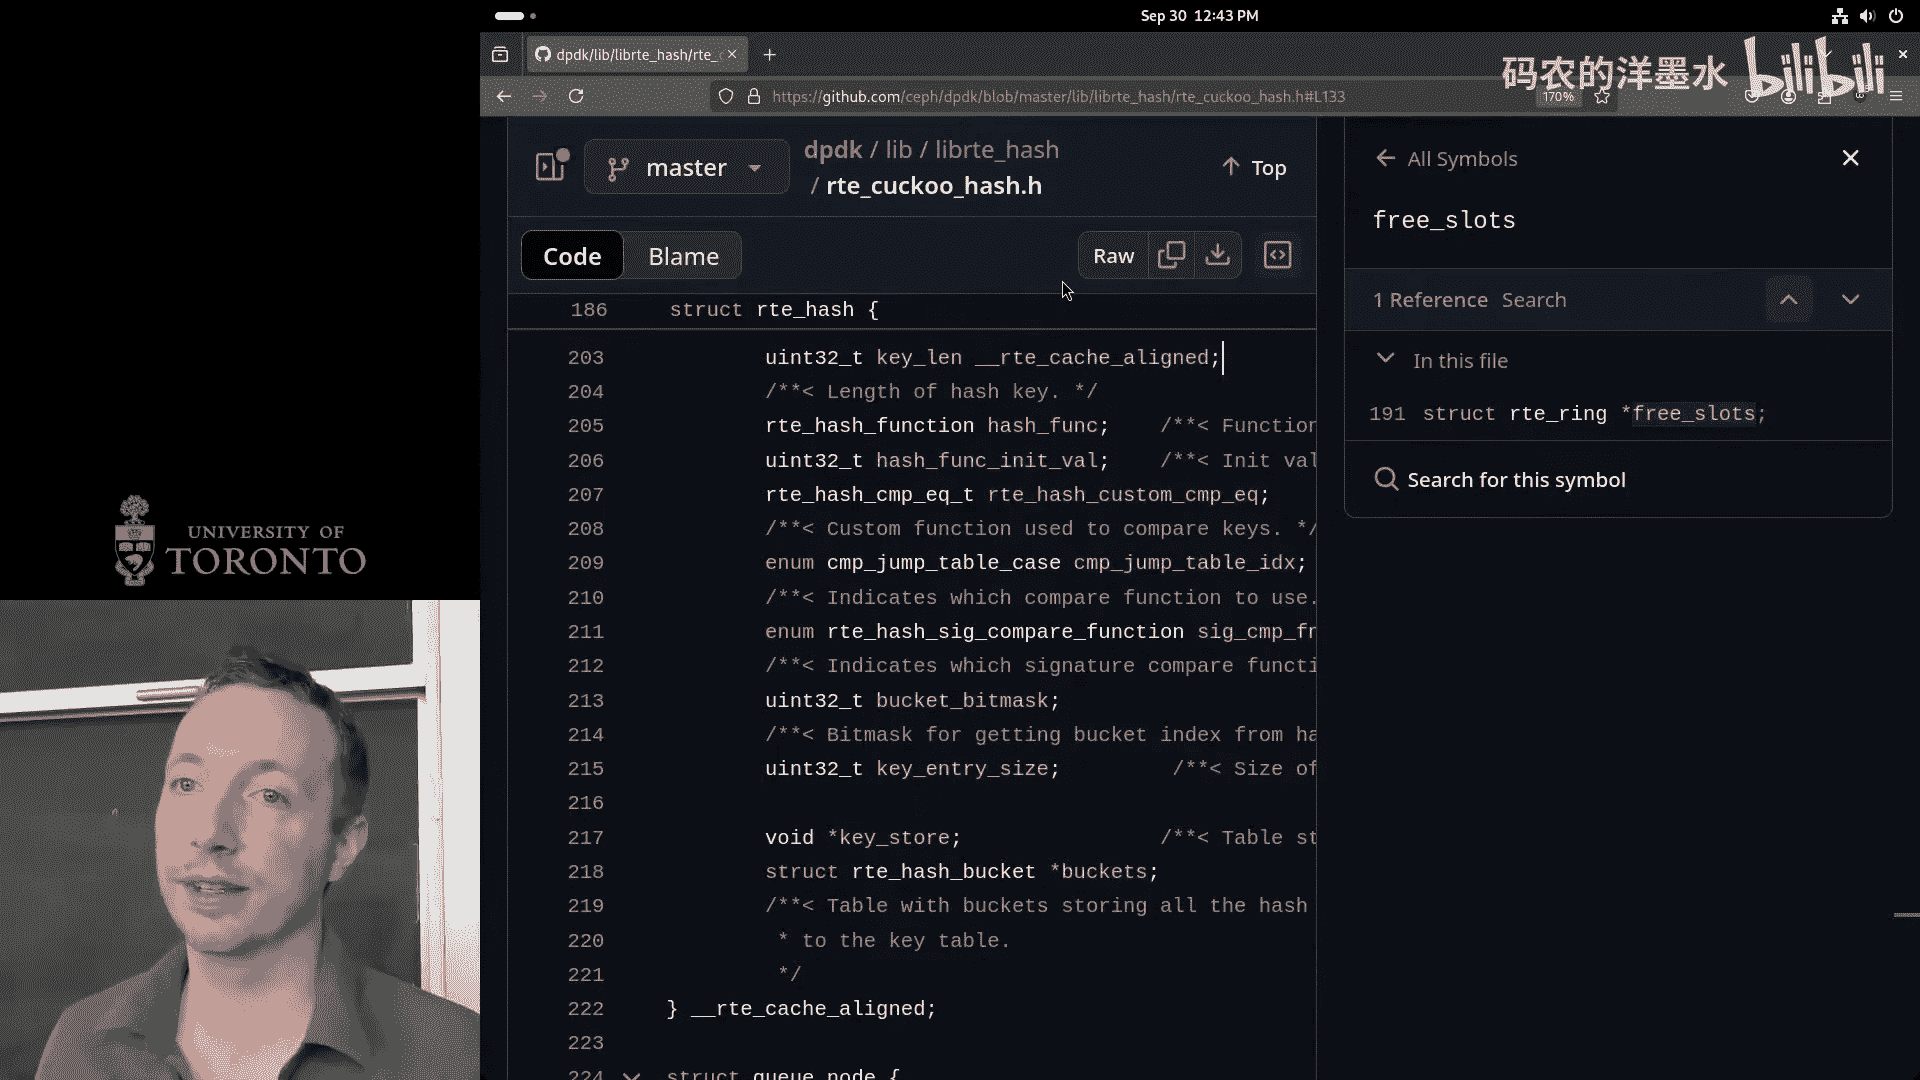 Sep 30 12:43 PM
dpdk/lib/librte_hash/rte_c
码农的洋墨水 bilibili
https://github.com/ceph/dpdk/blob/master/lib/librte_hash/rte_cuckoo_hash.h#L133
170%
master
dpdk / lib / librte_hash
/ rte_cuckoo_hash.h
Top
All Symbols
free_slots
Code
Blame
Raw
1 Reference Search
In this file
191 struct rte_ring *free_slots;
Search for this symbol
186 struct rte_hash {
203 uint32_t key_len __rte_cache_aligned;
204 /**< Length of hash key. */
205 rte_hash_function hash_func; /**< Function
206 uint32_t hash_func_init_val; /**< Init val
207 rte_hash_cmp_eq_t rte_hash_custom_cmp_eq;
208 /**< Custom function used to compare keys. */
209 enum cmp_jump_table_case cmp_jump_table_idx;
210 /**< Indicates which compare function to use.
211 enum rte_hash_sig_compare_function sig_cmp_fr
212 /**< Indicates which signature compare functi
213 uint32_t bucket_bitmask;
214 /**< Bitmask for getting bucket index from ha
215 uint32_t key_entry_size; /**< Size of
216
217 void *key_store; /**< Table st
218 struct rte_hash_bucket *buckets;
219 /**< Table with buckets storing all the hash
220 * to the key table.
221 */
222 } __rte_cache_aligned;
223
224 struct queue_node {
UNIVERSITY OF
TORONTO